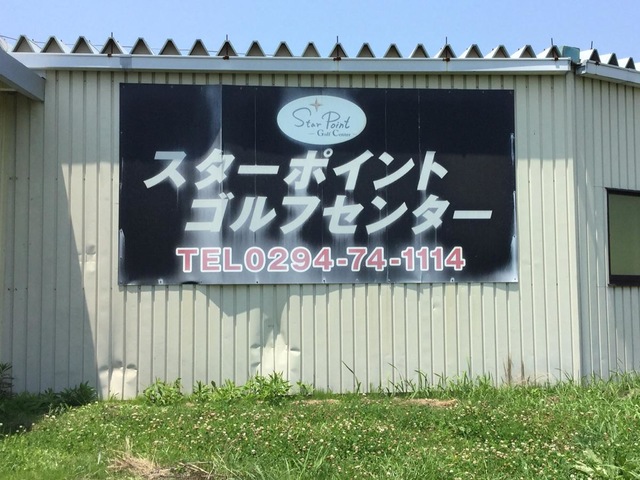 Star Point
Golf Center
スターポイント
ゴルフセンター
TEL0294-74-1114